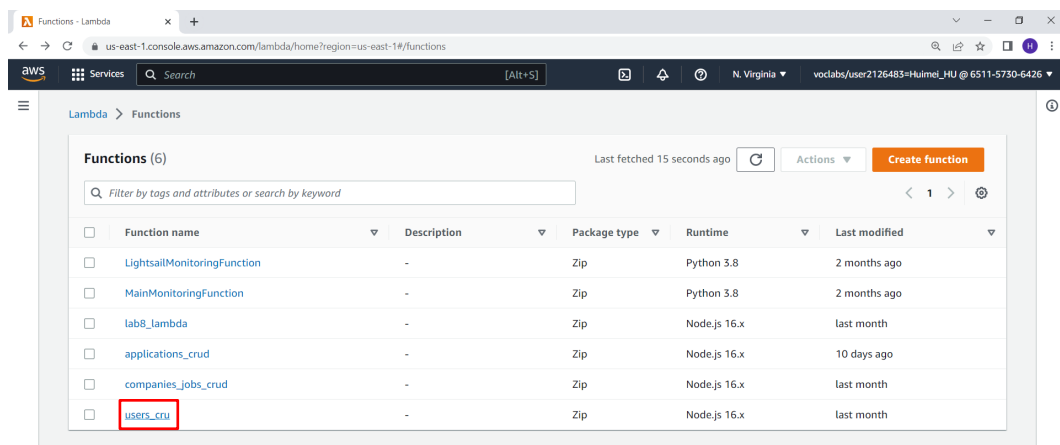 Functions - Lambda
us-east-1.console.aws.amazon.com/lambda/home?region=us-east-1#/functions
H
aws Services Search [Alt+S] N. Virginia ▼ voclabs/user2126483=Huimei_HU @ 6511-5730-6426 ▼
Lambda > Functions
Functions (6) Last fetched 15 seconds ago Actions ▼ Create function
Filter by tags and attributes or search by keyword < 1 >
Function name Description Package type Runtime Last modified
LightsailMonitoringFunction - Zip Python 3.8 2 months ago
MainMonitoringFunction - Zip Python 3.8 2 months ago
lab8_lambda - Zip Node.js 16.x last month
applications_crud - Zip Node.js 16.x 10 days ago
companies_jobs_crud - Zip Node.js 16.x last month
users_cru - Zip Node.js 16.x last month